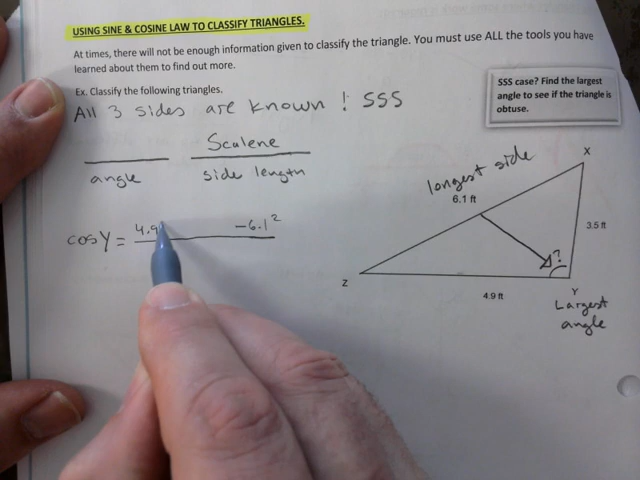 USING SINE & COSINE LAW TO CLASSIFY TRIANGLES.
At times, there will not be enough information given to classify the triangle. You must use ALL the tools you have
learned about them to find out more.
Ex. Classify the following triangles.
SSS case? Find the largest
angle to see if the triangle is
obtuse.
All 3 sides are known ! SSS
Scalene
angle
side length
longest side
6.1 ft
X
3.5 ft
cosY = 4.9 -6.1²
?
Z
4.9 ft
Y
Largest
angle